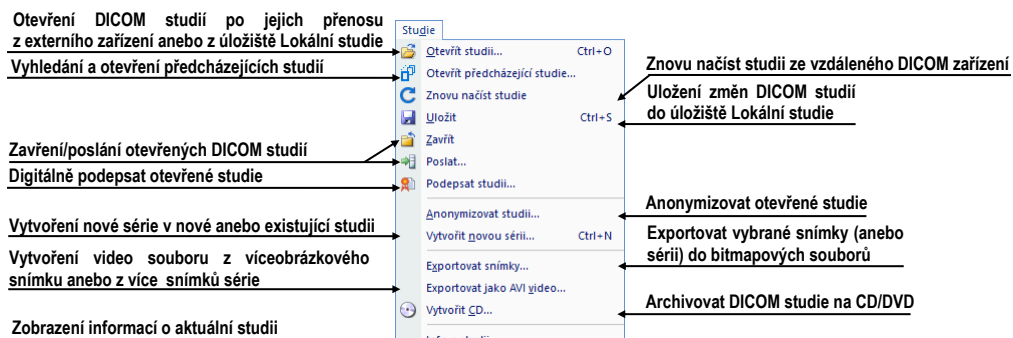 Otevření DICOM studií po jejich přenosu
z externího zařízení anebo z úložiště Lokální studie
Vyhledání a otevření předcházejících studií
Zavření/poslání otevřených DICOM studií
Digitálně podepsat otevřené studie
Vytvoření nové série v nové anebo existující studii
Vytvoření video souboru z víceobrázkového
snímku anebo z více snímků série
Zobrazení informací o aktuální studii
Studie
Otevřít studii... Ctrl+O
Otevřít předcházející studie...
Znovu načíst studie
Uložit Ctrl+S
Zavřít
Poslat...
Podepsat studii...
Anonymizovat studii...
Vytvořit novou sérii... Ctrl+N
Exportovat snímky...
Exportovat jako AVI video...
Vytvořit CD...
Znovu načíst studii ze vzdáleného DICOM zařízení
Uložení změn DICOM studií
do úložiště Lokální studie
Anonymizovat otevřené studie
Exportovat vybrané snímky (anebo
sérii) do bitmapových souborů
Archivovat DICOM studie na CD/DVD